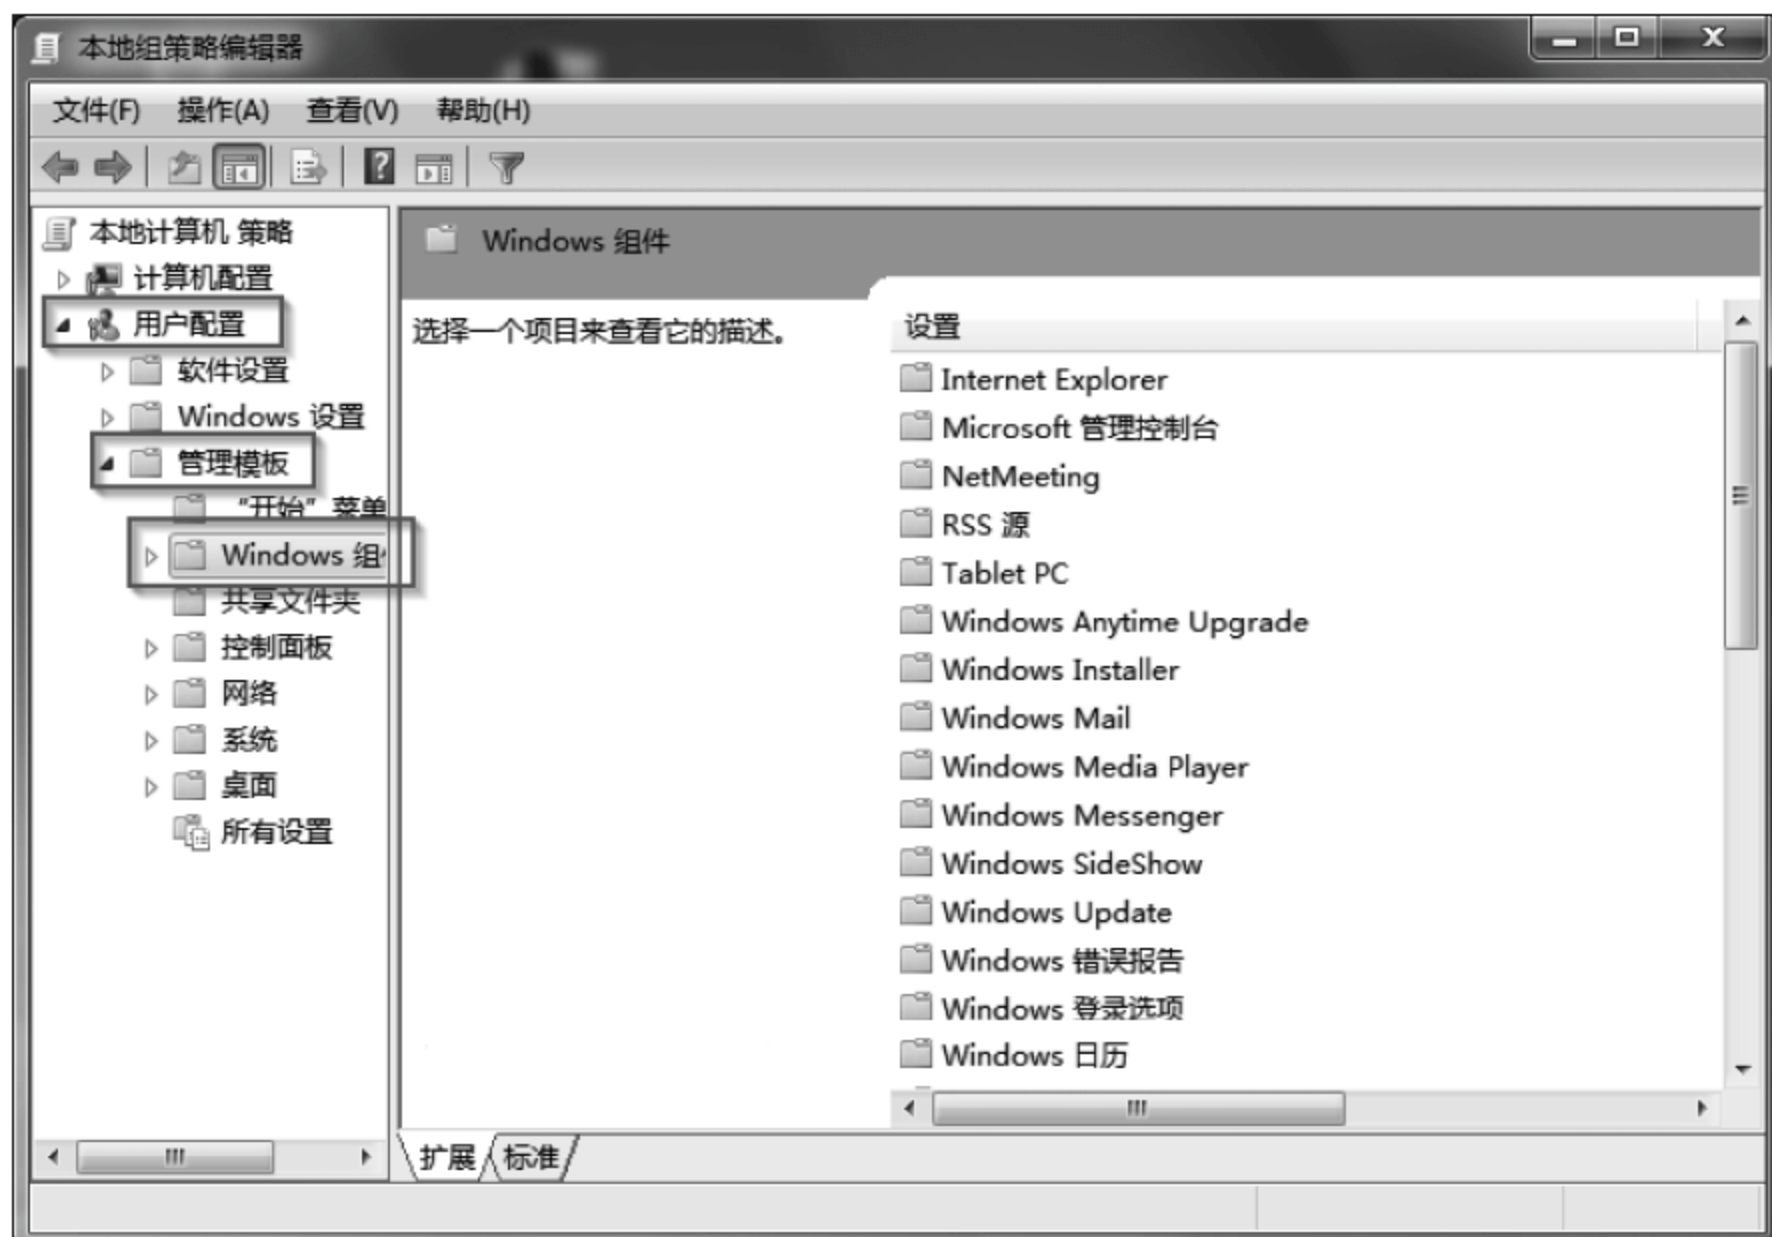 本地组策略编辑器
文件(F) 操作(A) 查看(V) 帮助(H)
本地计算机 策略
计算机配置
用户配置
软件设置
Windows 设置
管理模板
“开始”菜单
Windows 组
共享文件夹
控制面板
网络
系统
桌面
所有设置
Windows 组件
选择一个项目来查看它的描述。
设置
Internet Explorer
Microsoft 管理控制台
NetMeeting
RSS 源
Tablet PC
Windows Anytime Upgrade
Windows Installer
Windows Mail
Windows Media Player
Windows Messenger
Windows SideShow
Windows Update
Windows 错误报告
Windows 登录选项
Windows 日历
扩展 标准